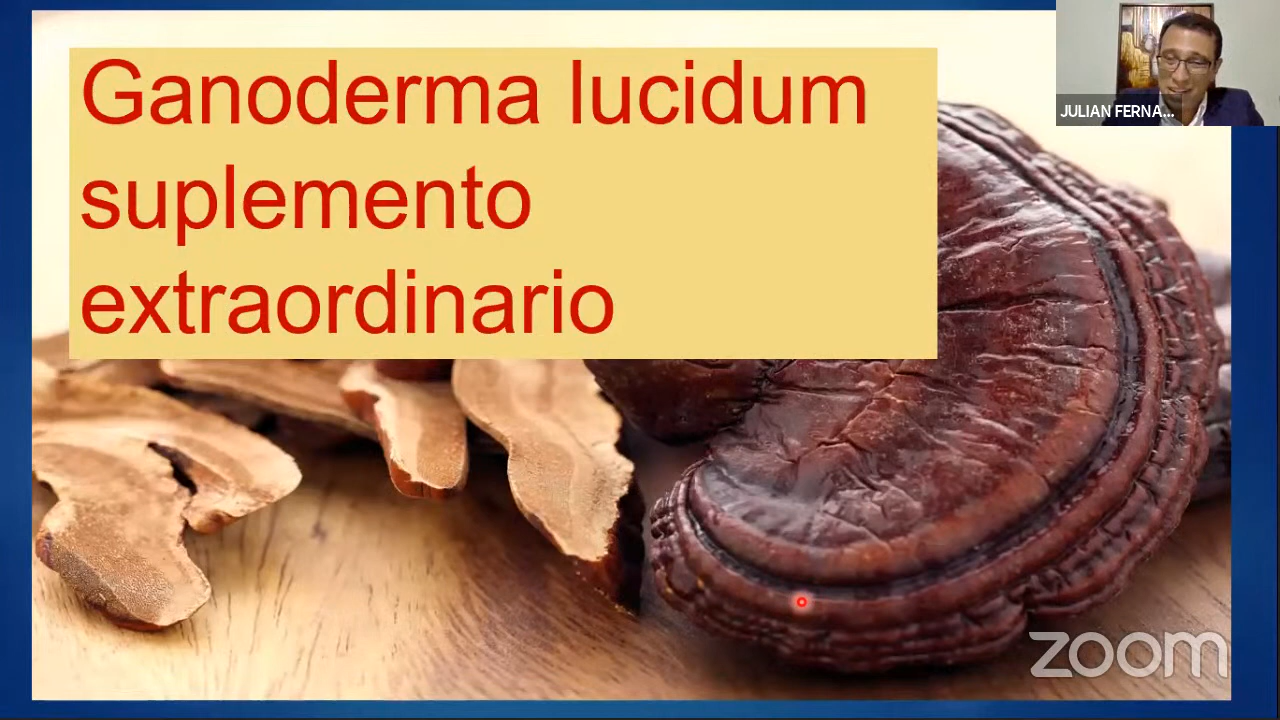 Ganoderma lucidum
suplemento
extraordinario
JULIAN FERNA...
zoom